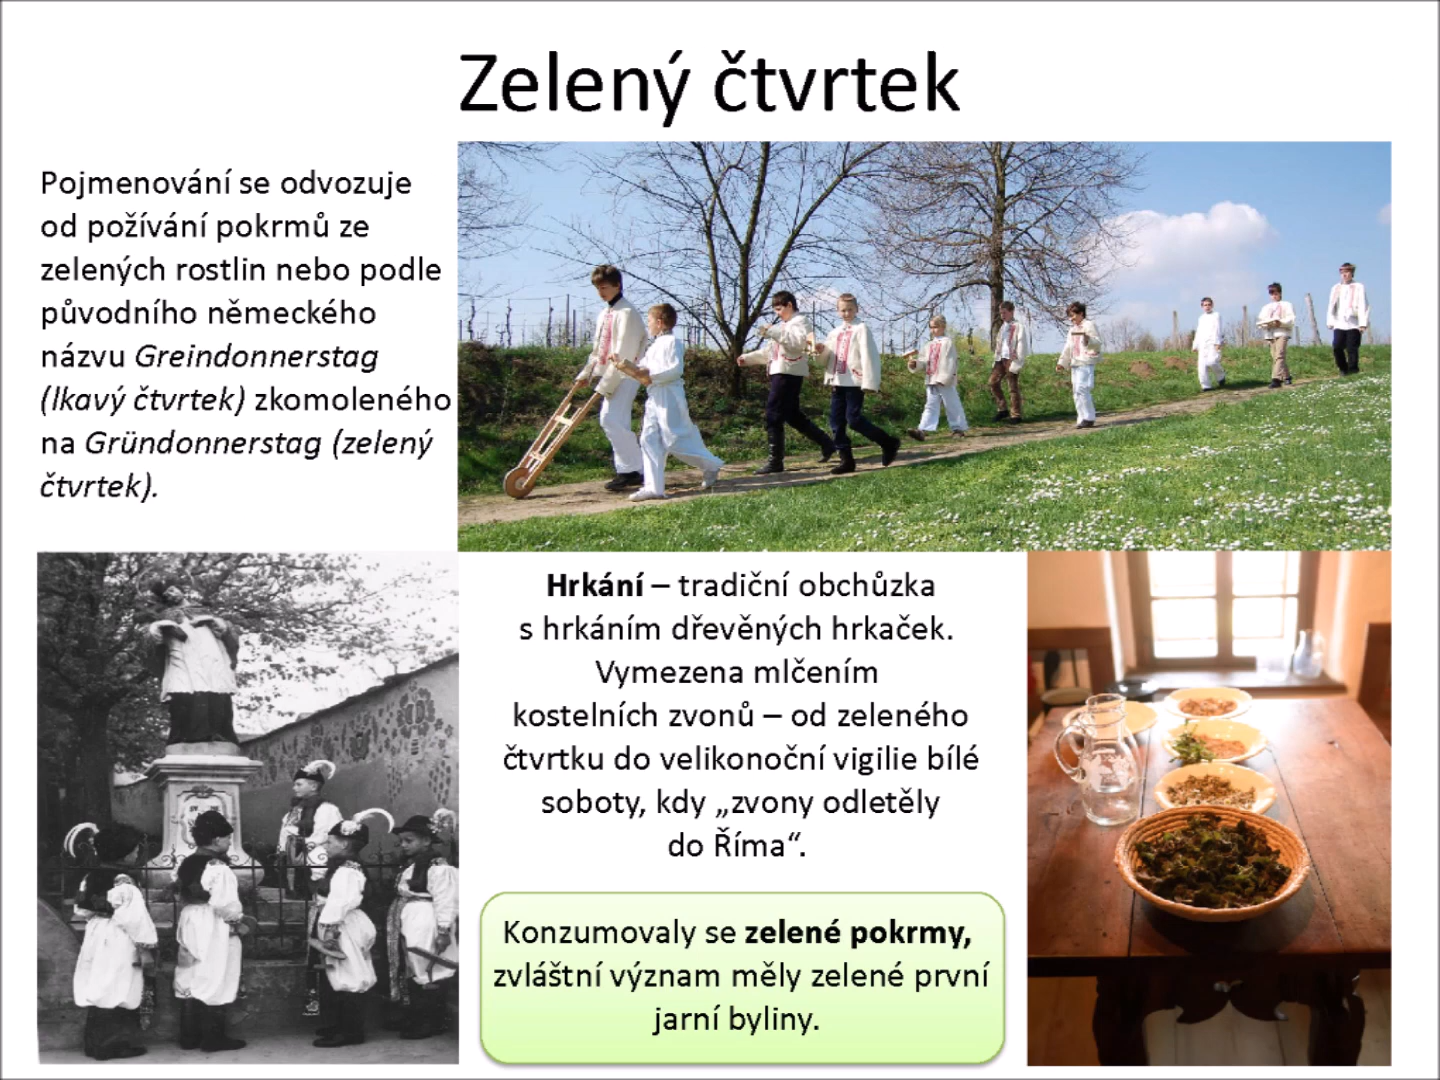 Zelený čtvrtek
Pojmenování se odvozuje
od požívání pokrmů ze
zelených rostlin nebo podle
původního německého
názvu Greindonnerstag
(lkavý čtvrtek) zkomoleného
na Gründonnerstag (zelený
čtvrtek).
Hrkání – tradiční obchůzka
s hrkáním dřevěných hrkaček.
Vymezena mlčením
kostelních zvonů – od zeleného
čtvrtku do velikonoční vigilie bílé
soboty, kdy „zvony odletěly
do Říma“.
Konzumovaly se zelené pokrmy,
zvláštní význam měly zelené první
jarní byliny.